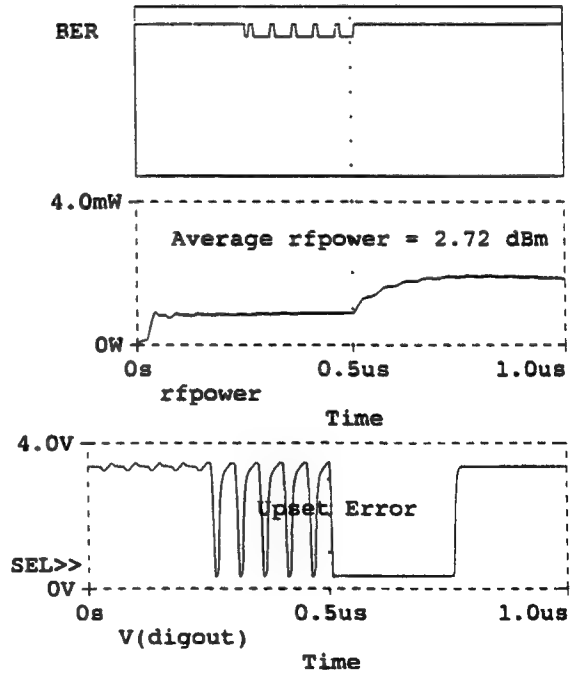 BER
4.0mW
Average rfpower = 2.72 dBm
0W
0s 0.5us 1.0us
rfpower
Time
4.0V
Upset Error
SEL>>
0V
0s 0.5us 1.0us
V(digout)
Time